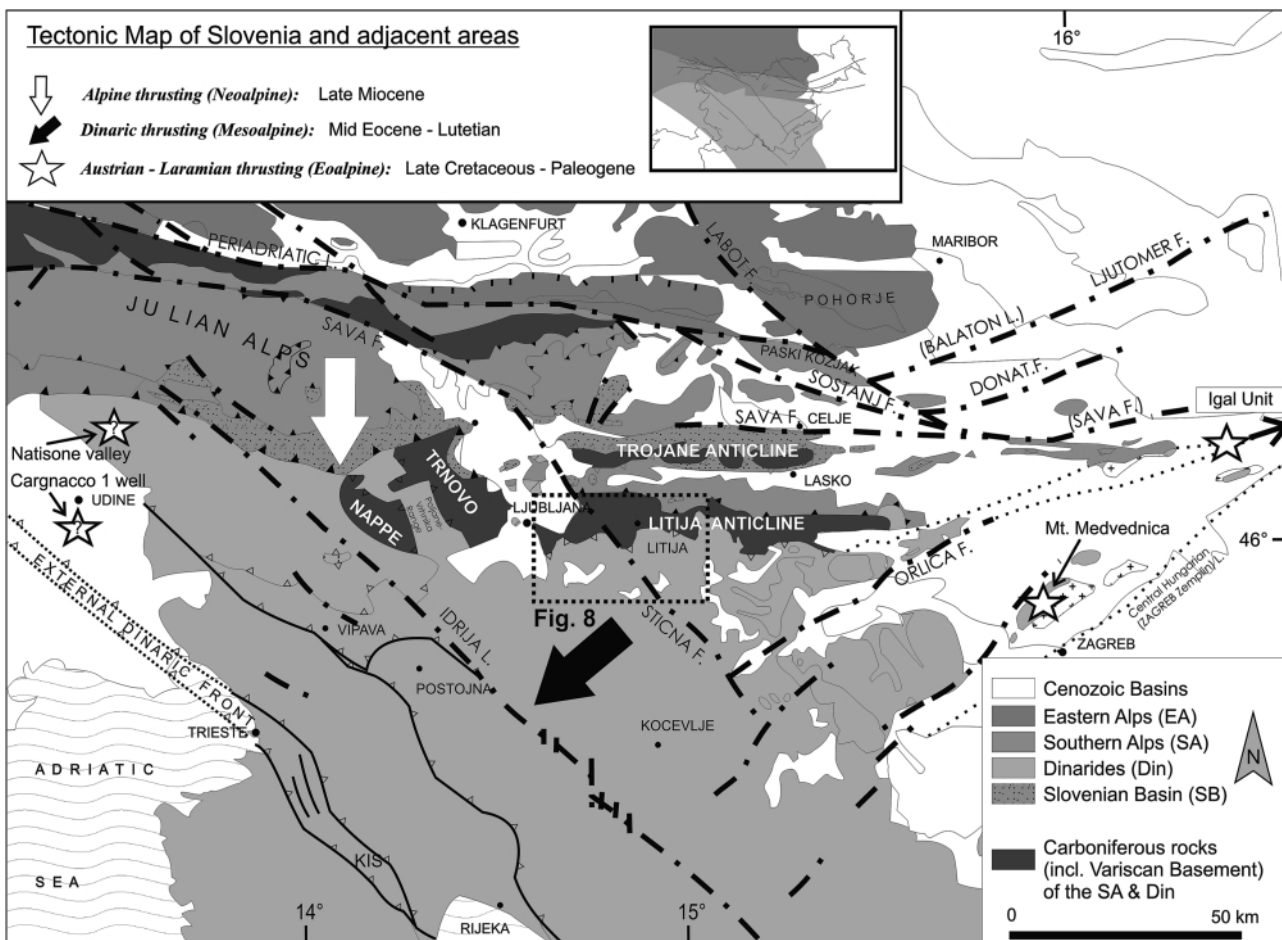 Tectonic Map of Slovenia and adjacent areas
Alpine thrusting (Neoalpine): Late Miocene
Dinaric thrusting (Mesoalpine): Mid Eocene - Lutetian
Austrian - Laramian thrusting (Eoalpine): Late Cretaceous - Paleogene
16°
KLAGENFURT
PERIADRIATIC L.
LABOT F.
MARIBOR
LJUTOMER F.
POHORJE
JULIAN ALPS
SAVA F.
(BALATON L.)
PASKI KOZJAK
SOSTANJ F.
DONAT. F.
SAVA F.
CELJE
(SAVA F.)
Igal Unit
?
Natisone valley
TROJANE ANTICLINE
Cargnacco 1 well
UDINE
?
TRNOVO
NAPPE
Poljane-
Vrhnika
Range
LASKO
LJUBLJANA
LITIJA ANTICLINE
LITIJA
Mt. Medvednica
46°
ORLICA F.
Central Hungarian
(ZAGREB Zemplin) L.
EXTERNAL DINARIC FRONT
Fig. 8
STICNA F.
VIPAVA
IDRIJA L.
ZAGREB
POSTOJNA
KOCEVLJE
TRIESTE
ADRIATIC
SEA
KIS
14°
15°
RIJEKA
Cenozoic Basins
Eastern Alps (EA)
Southern Alps (SA)
Dinarides (Din)
Slovenian Basin (SB)
N
Carboniferous rocks
(incl. Variscan Basement)
of the SA & Din
0 50 km